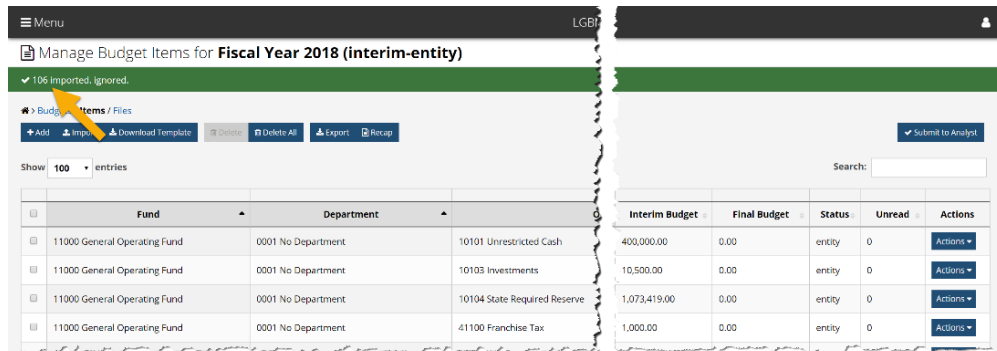 Menu LGBM
Manage Budget Items for Fiscal Year 2018 (interim-entity)
106 imported. ignored.
Items / Files
+Add Download Template Delete Delete All Export Recap Submit to Analyst
Show 100 entries Search:
Fund Department Interim Budget Final Budget Status Unread Actions
11000 General Operating Fund 0001 No Department 10101 Unrestricted Cash 400,000.00 0.00 entity 0 Actions
11000 General Operating Fund 0001 No Department 10103 Investments 10,500.00 0.00 entity 0 Actions
11000 General Operating Fund 0001 No Department 10104 State Required Reserve 1,073,419.00 0.00 entity 0 Actions
11000 General Operating Fund 0001 No Department 41100 Franchise Tax 1,000.00 0.00 entity 0 Actions